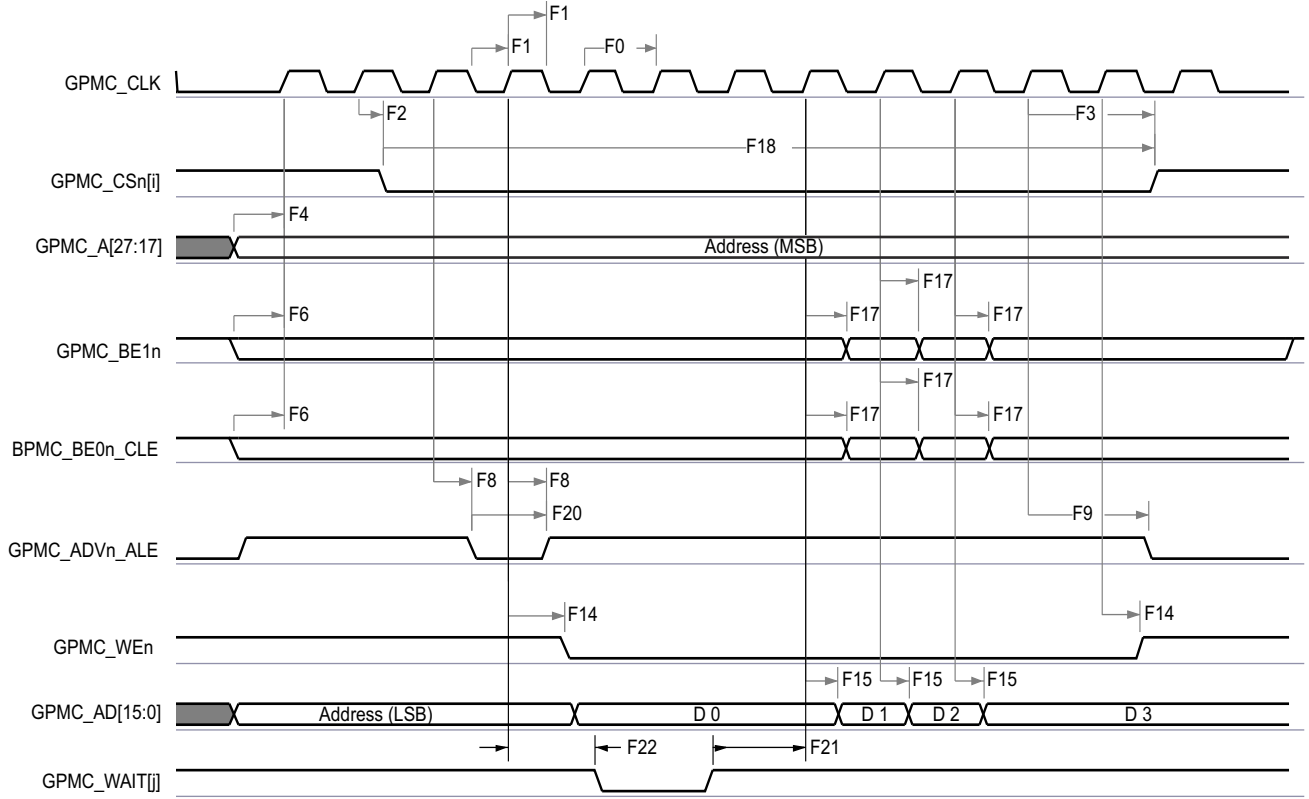 F1
F1
F0
GPMC_CLK
F2
F3
F18
GPMC_CSn[i]
F4
GPMC_A[27:17]
Address (MSB)
F17
F6
F17
F17
GPMC_BE1n
F17
F6
F17
F17
BPMC_BE0n_CLE
F8
F8
F20
F9
GPMC_ADVn_ALE
F14
F14
GPMC_WEn
F15
F15
F15
GPMC_AD[15:0]
Address (LSB)
D 0
D 1
D 2
D 3
F22
F21
GPMC_WAIT[j]